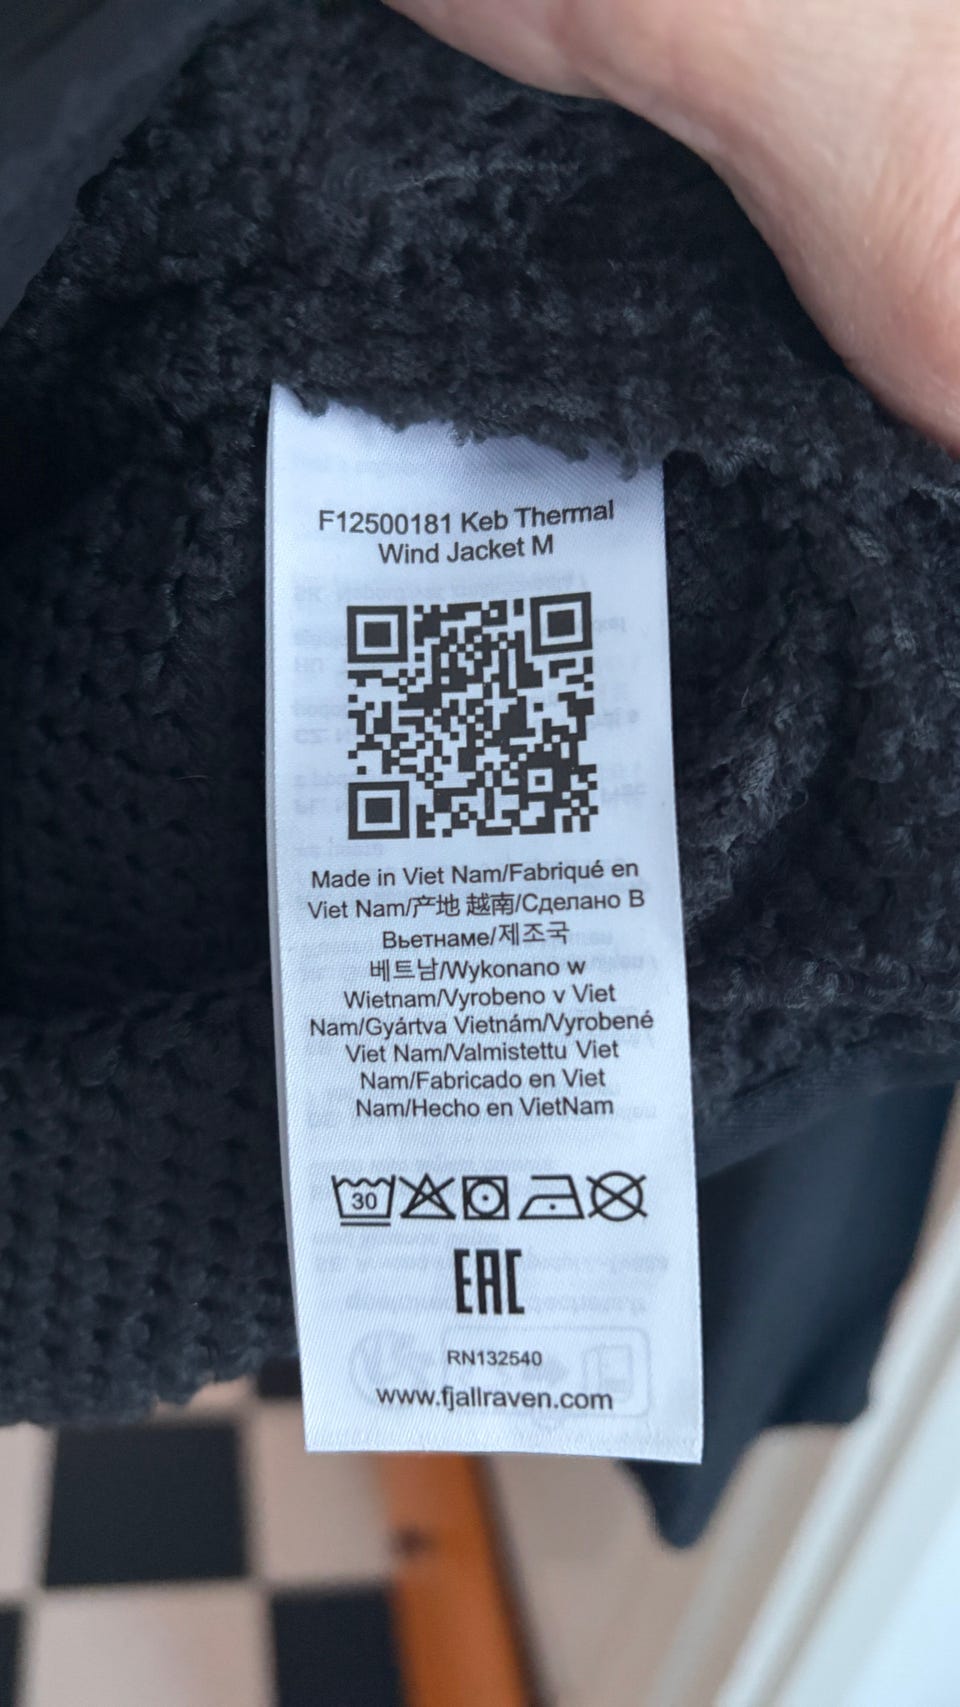 F12500181 Keb Thermal
Wind Jacket M
Made in Viet Nam/Fabriqué en
Viet Nam/产地 越南/Сделано В
Вьетнаме/제조국
베트남/Wykonano w
Wietnam/Vyrobeno v Viet
Nam/Gyártva Vietnám/Vyrobené
Viet Nam/Valmistettu Viet
Nam/Fabricado en Viet
Nam/Hecho en VietNam
30
EAC
RN132540
www.fjallraven.com